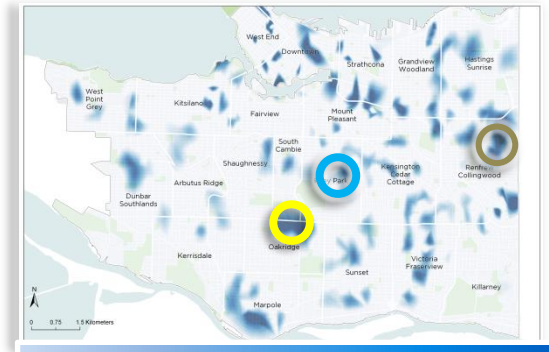 West End
Downtown
Strathcona
Grandview
Woodland
Hastings
Sunrise
West
Point
Grey
Kitsilano
Fairview
Mount
Pleasant
South
Cambie
Shaughnessy
Arbutus Ridge
Dunbar
Southlands
Park
Kensington
Cedar
Cottage
Collingwood
Oakridge
Kerrisdale
Sunset
Victoria
Fraserview
Killarney
Marpole
N
0 0.75 1.5 Kilometers